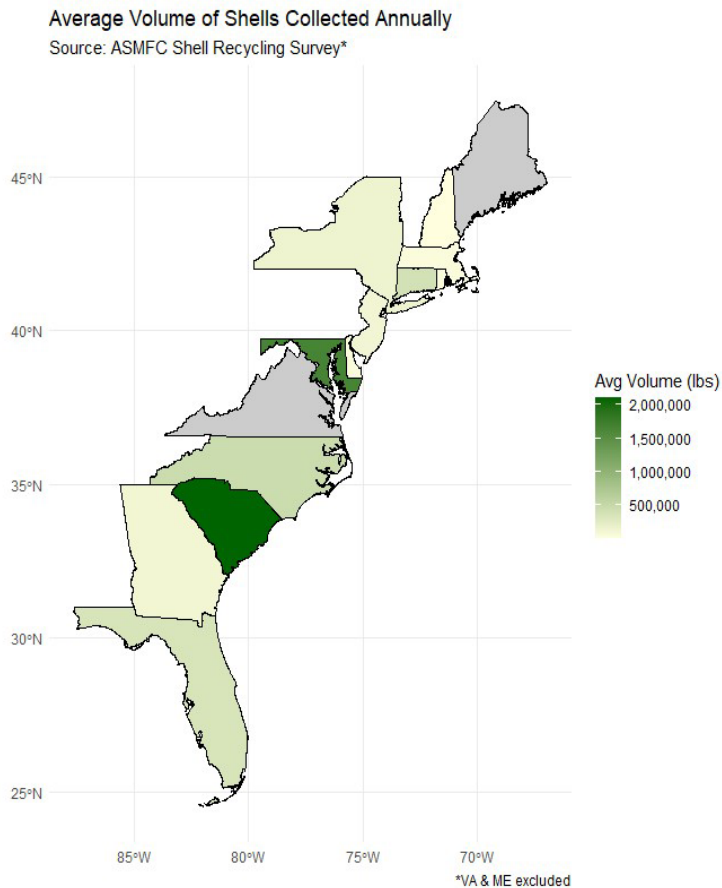 Average Volume of Shells Collected Annually
Source: ASMFC Shell Recycling Survey*
45°N
40°N
35°N
30°N
25°N
85°W 80°W 75°W 70°W
Avg Volume (lbs)
2,000,000
1,500,000
1,000,000
500,000
*VA & ME excluded